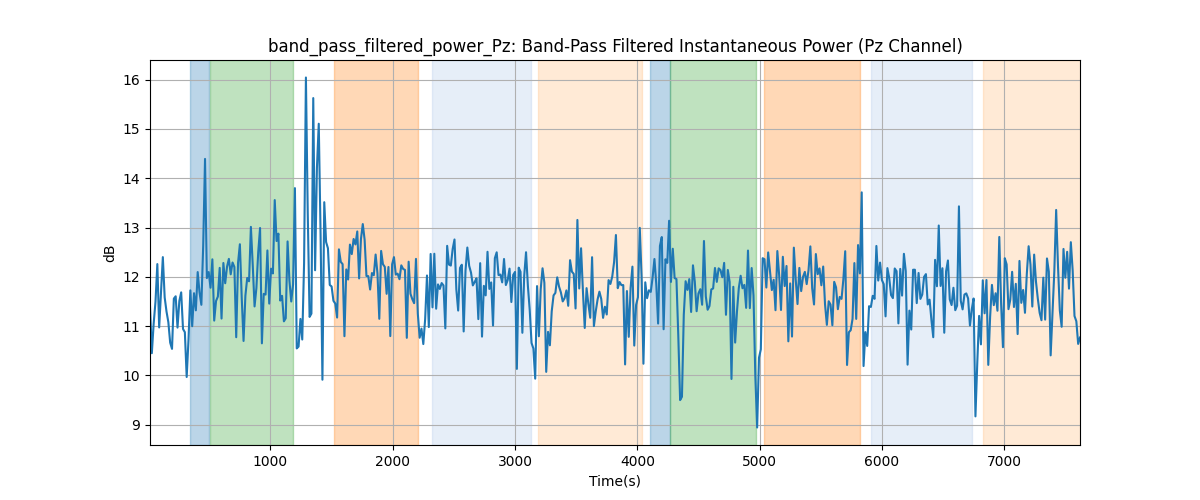 band_pass_filtered_power_Pz: Band-Pass Filtered Instantaneous Power (Pz Channel)
16
15
14
13
12
11
10
9
dB
1000 2000 3000 4000 5000 6000 7000
Time(s)